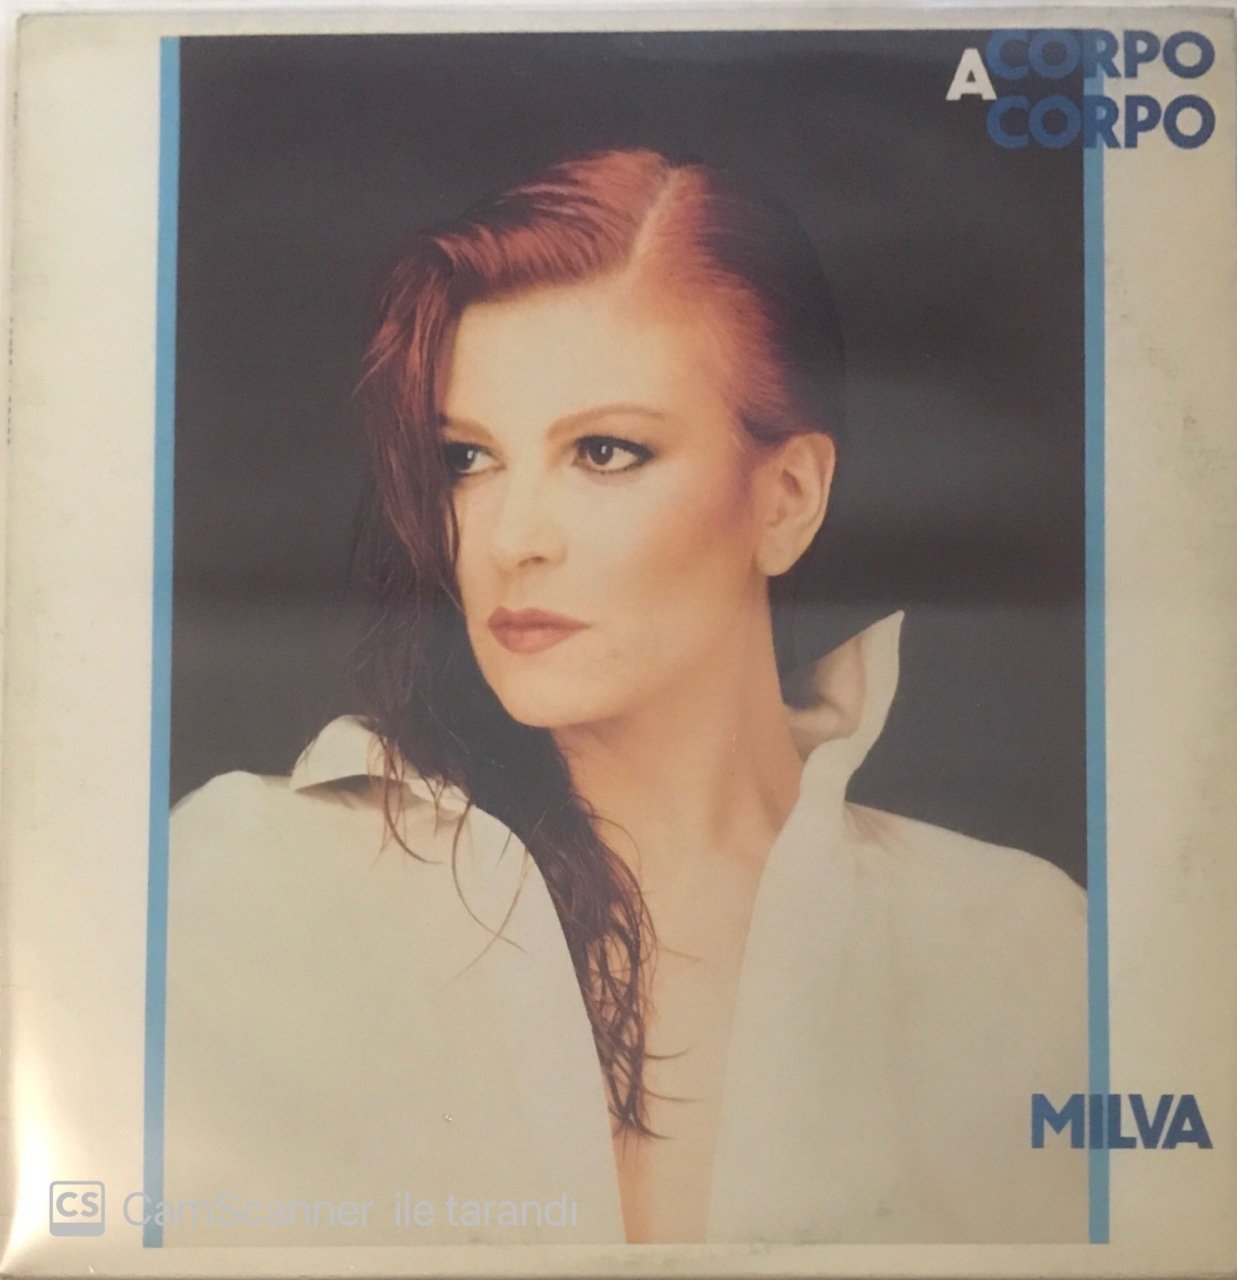 A CORPO
CORPO
MILVA
CS CamScanner ile tarandı